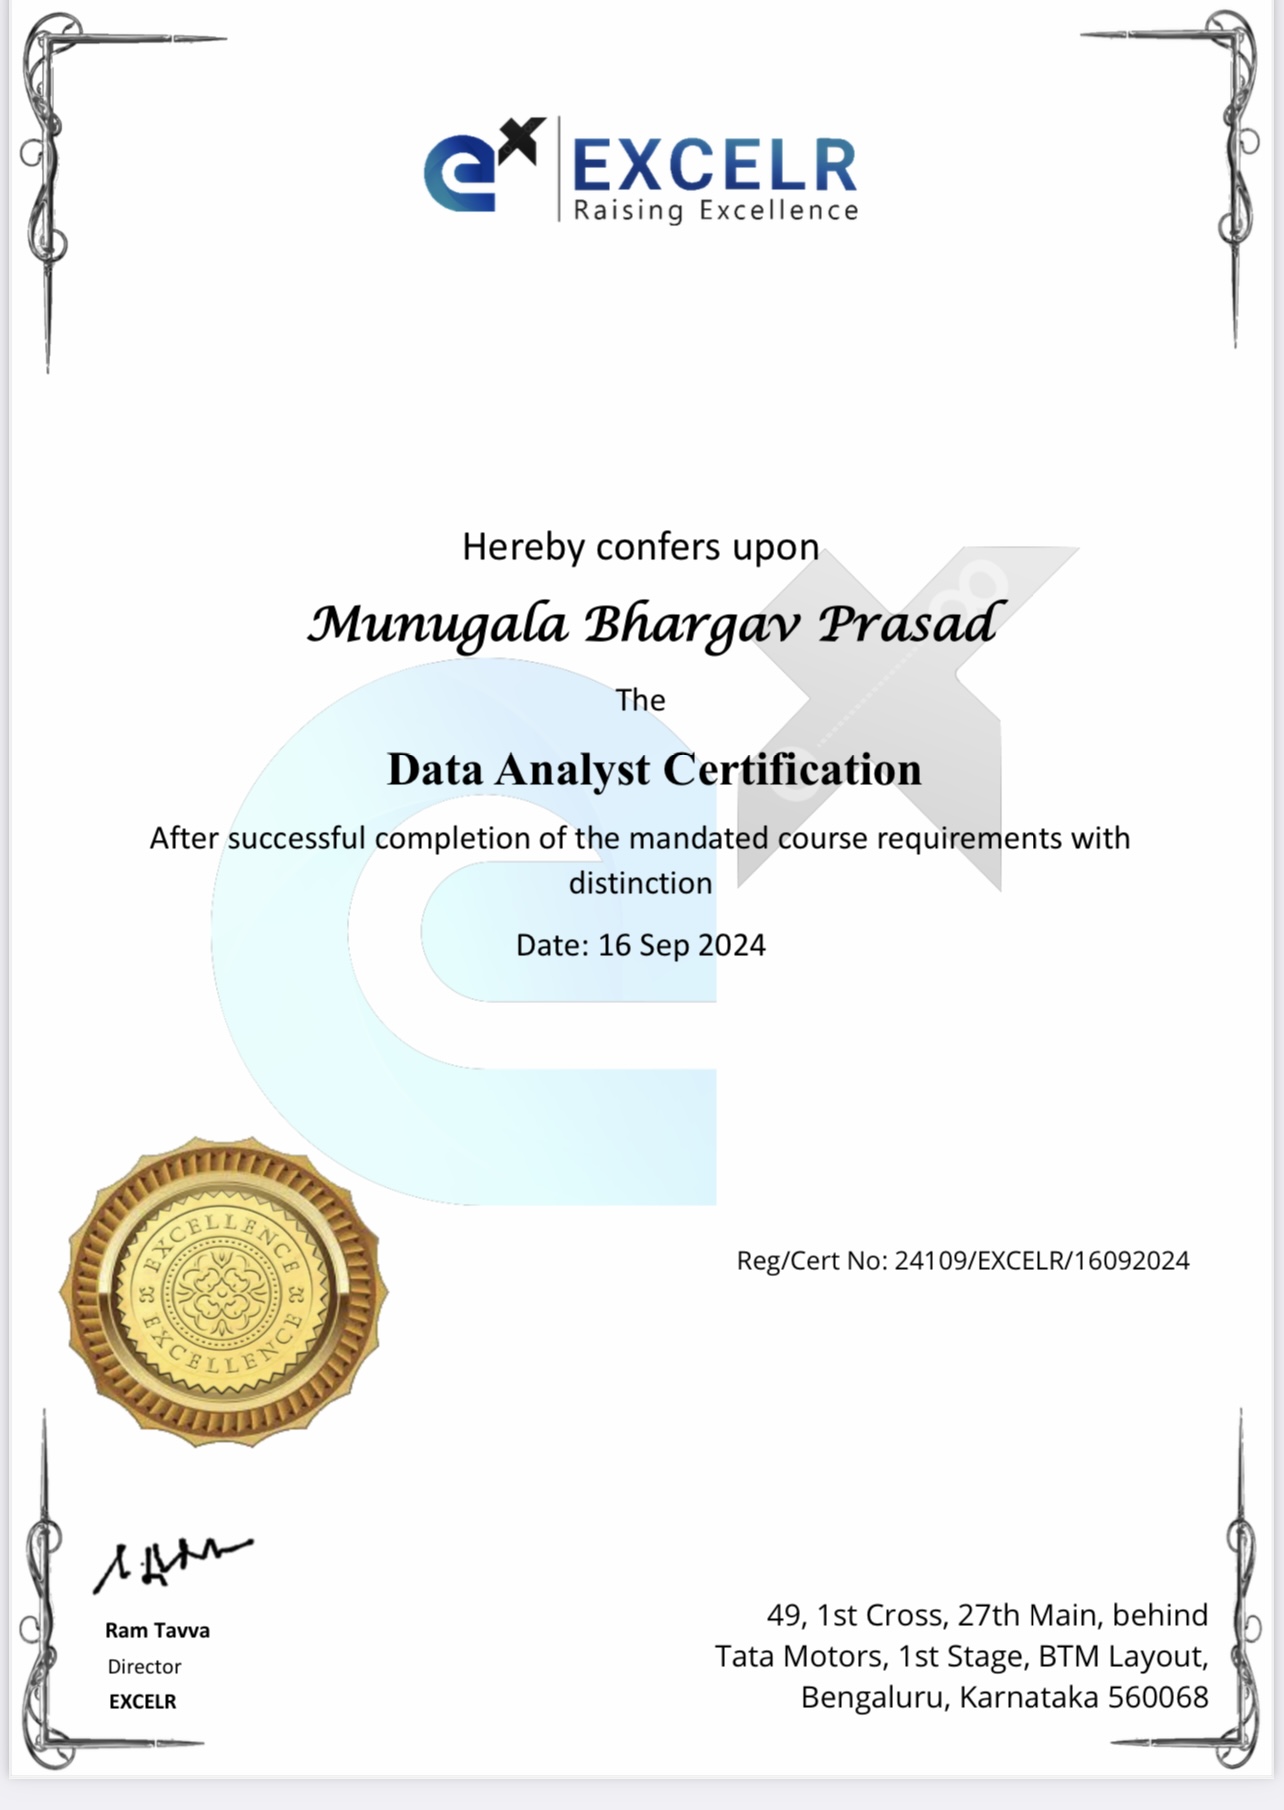 EXCELR
Raising Excellence
Hereby confers upon
Munugala Bhargav Prasad
The
Data Analyst Certification
After successful completion of the mandated course requirements with
distinction
Date: 16 Sep 2024
EXCELLENCE
EXCELLENCE
Reg/Cert No: 24109/EXCELR/16092024
Ram Tavva
Director
EXCELR
49, 1st Cross, 27th Main, behind
Tata Motors, 1st Stage, BTM Layout,
Bengaluru, Karnataka 560068